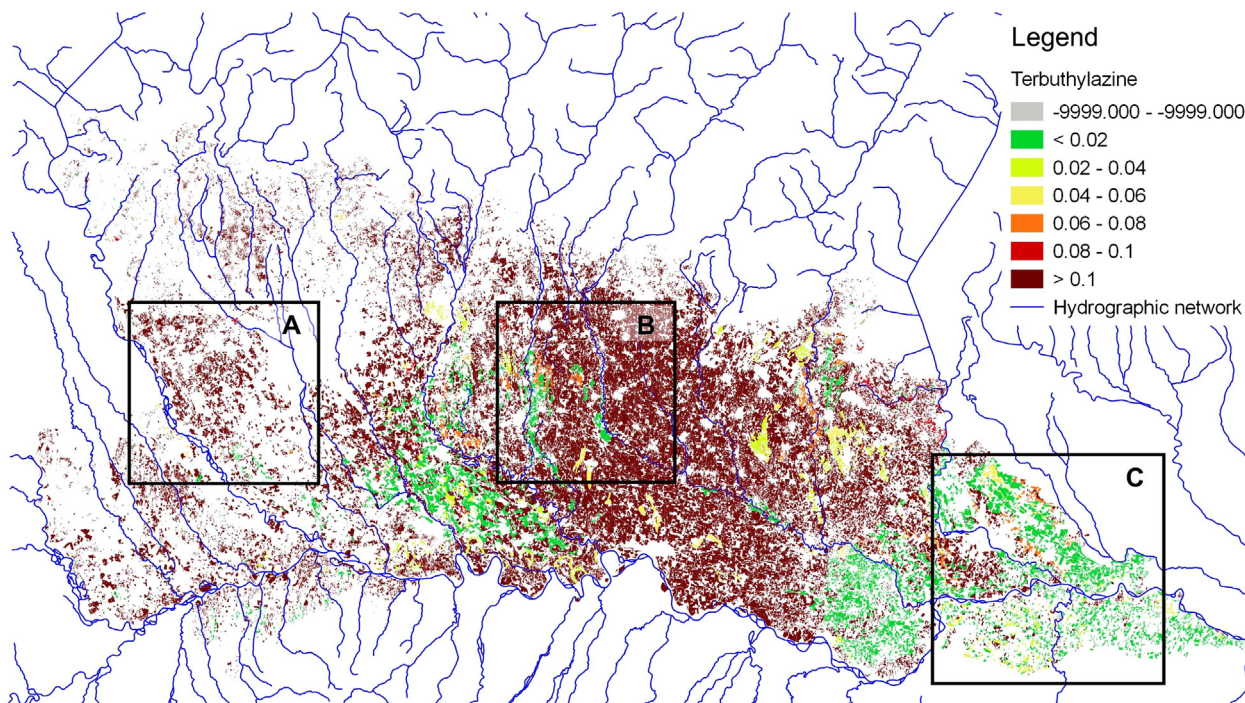 Legend
Terbuthylazine
-9999.000 - -9999.000
< 0.02
0.02 - 0.04
0.04 - 0.06
0.06 - 0.08
0.08 - 0.1
> 0.1
Hydrographic network
A
B
C